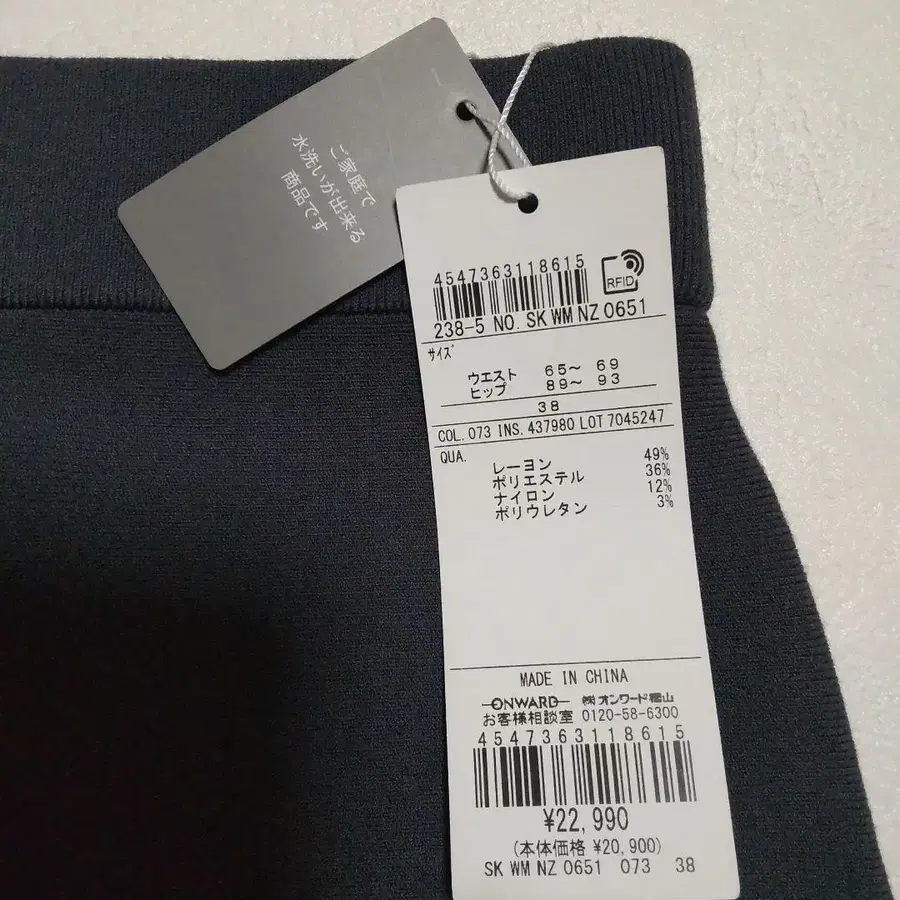 ご家庭で
水洗いが出来る
商品です
4547363118615
RFID
238-5 NO. SK WM NZ 0651
サイズ
ウエスト 65～ 69
ヒップ 89～ 93
38
COL. 073 INS. 437980 LOT 7045247
QUA.
レーヨン 49%
ポリエステル 36%
ナイロン 12%
ポリウレタン 3%
MADE IN CHINA
ONWARD ㈱オンワード樫山
お客様相談室 0120-58-6300
4547363118615
¥22,990
(本体価格 ¥20,900)
SK WM NZ 0651 073 38